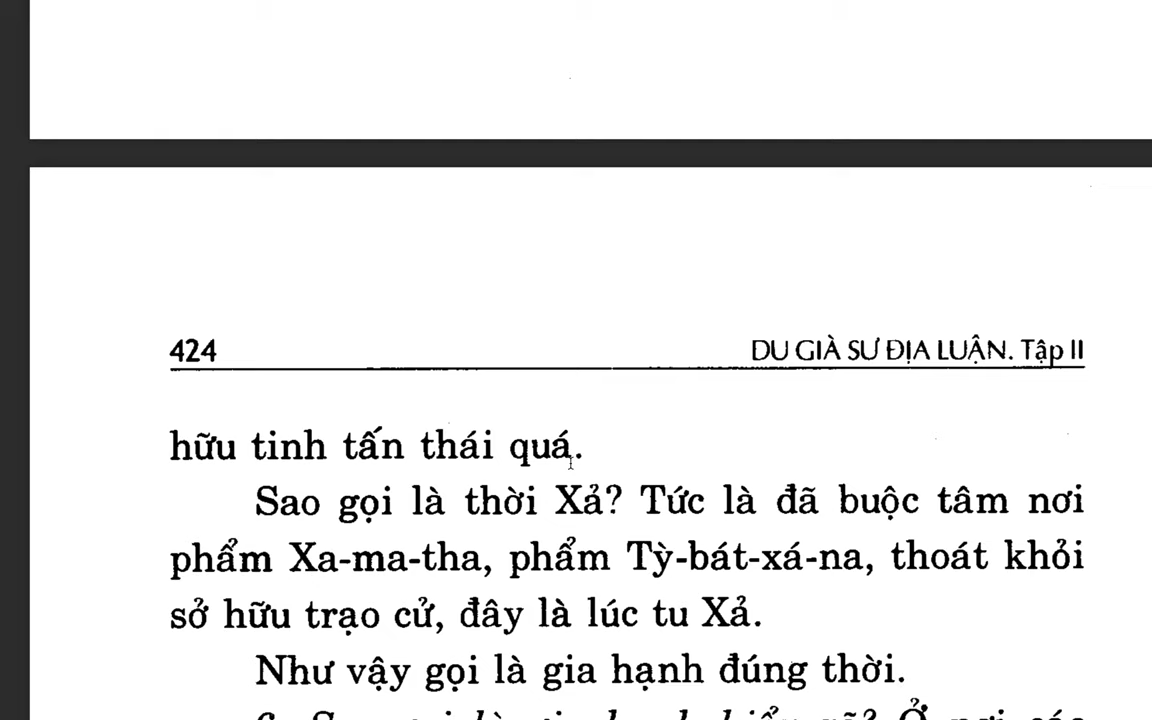 424 DU GIÀ SƯ ĐỊA LUẬN. Tập II
hữu tinh tấn thái quá.
Sao gọi là thời Xả? Tức là đã buộc tâm nơi
phẩm Xa-ma-tha, phẩm Tỳ-bát-xá-na, thoát khỏi
sở hữu trạo cử, đây là lúc tu Xả.
Như vậy gọi là gia hạnh đúng thời.